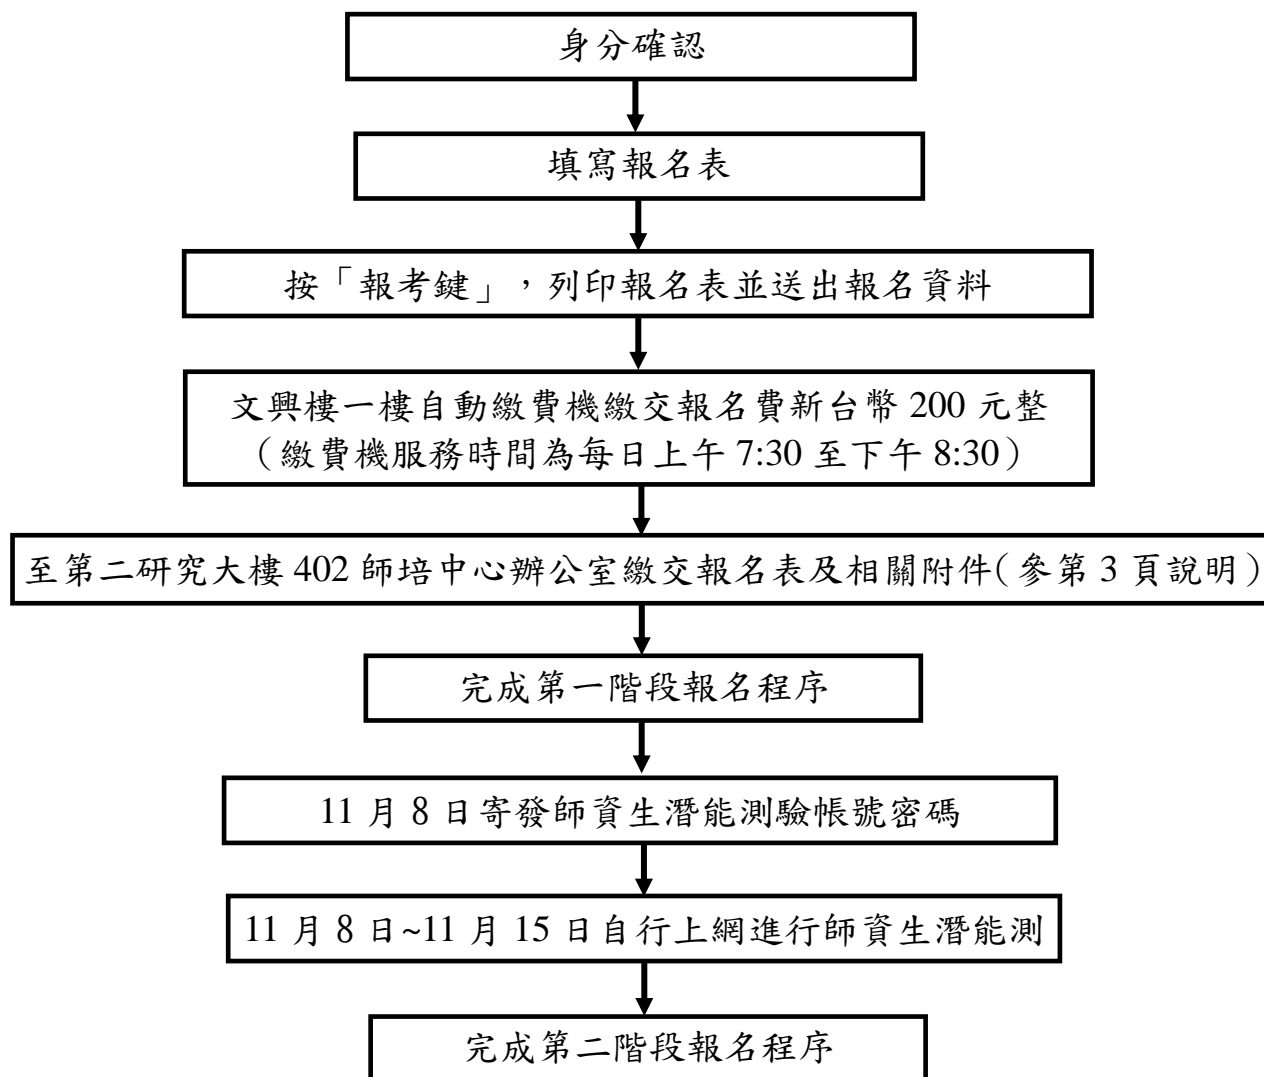 身分確認
填寫報名表
按「報考鍵」，列印報名表並送出報名資料
文興樓一樓自動繳費機繳交報名費新台幣 200 元整
（繳費機服務時間為每日上午 7:30 至下午 8:30）
至第二研究大樓 402 師培中心辦公室繳交報名表及相關附件(參第 3 頁說明)
完成第一階段報名程序
11 月 8 日寄發師資生潛能測驗帳號密碼
11 月 8 日~11 月 15 日自行上網進行師資生潛能測
完成第二階段報名程序